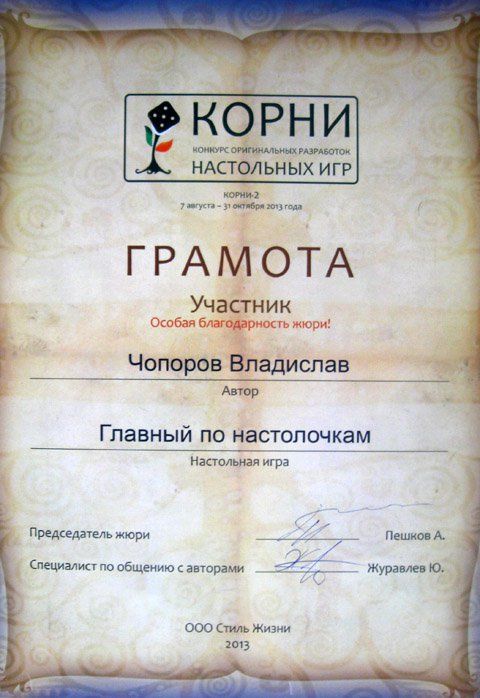 КОРНИ
КОНКУРС ОРИГИНАЛЬНЫХ РАЗРАБОТОК
НАСТОЛЬНЫХ ИГР
КОРНИ-2
7 августа – 31 октября 2013 года
ГРАМОТА
Участник
Особая благодарность жюри!
Чопоров Владислав
Автор
Главный по настолочкам
Настольная игра
Председатель жюри Пешков А.
Специалист по общению с авторами Журавлев Ю.
ООО Стиль Жизни
2013